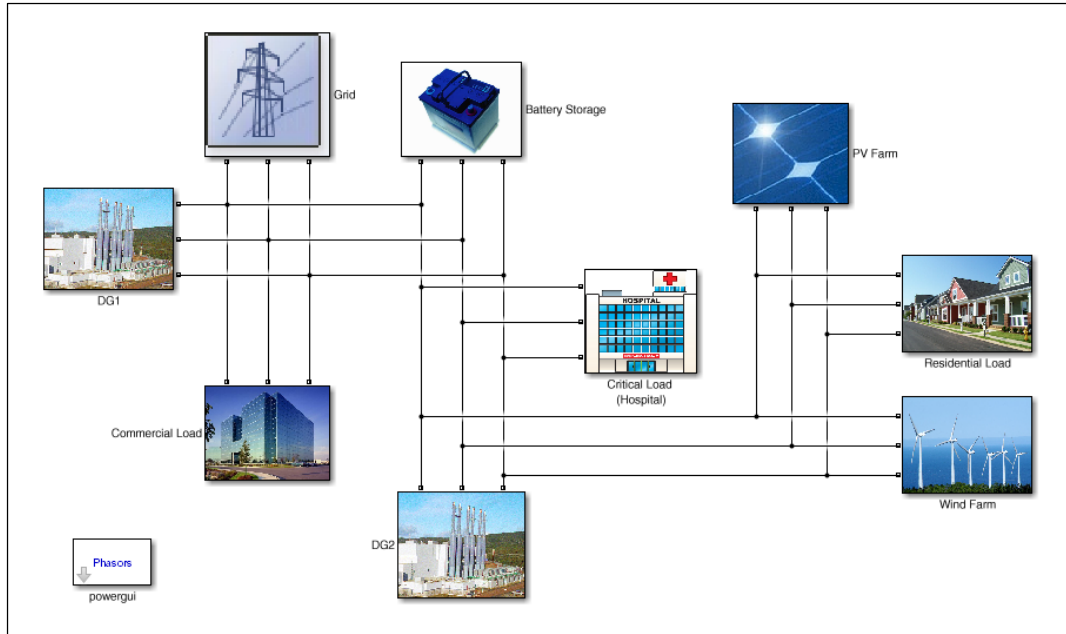 Grid
Battery Storage
PV Farm
DG1
HOSPITAL
Residential Load
Critical Load
(Hospital)
Commercial Load
Wind Farm
DG2
Phasors
powergui